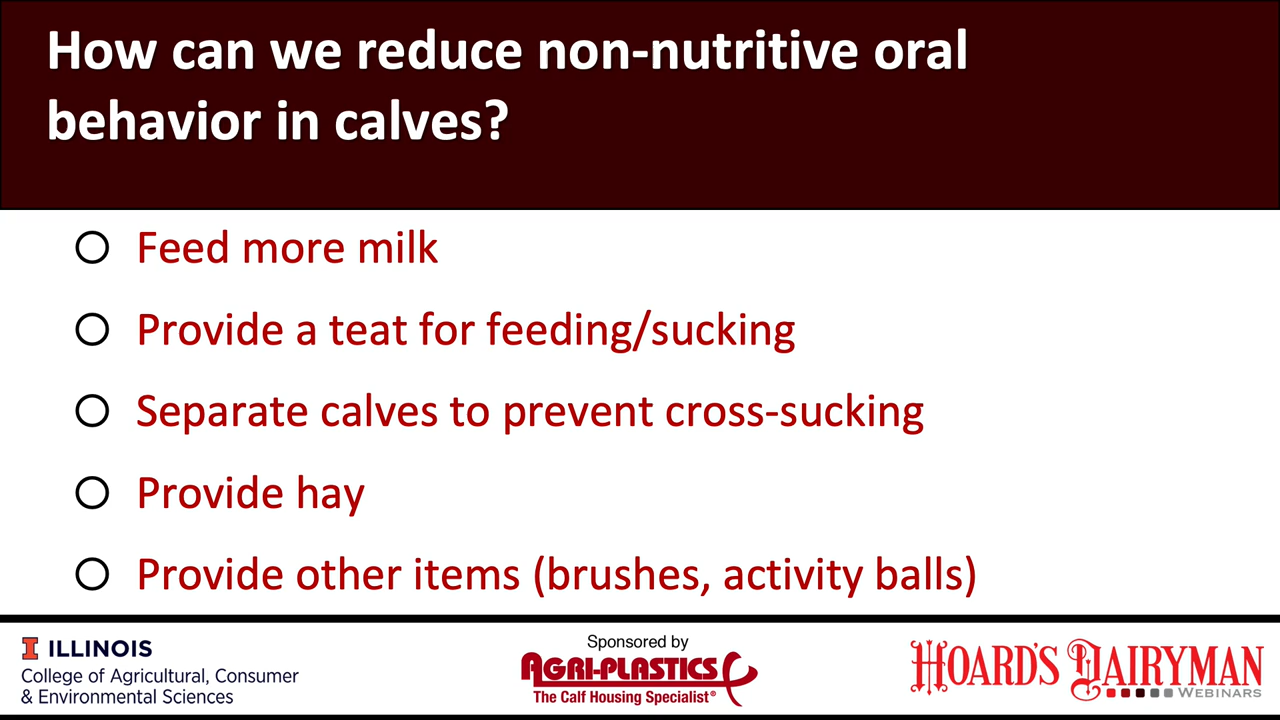 How can we reduce non-nutritive oral
behavior in calves?
Feed more milk
Provide a teat for feeding/sucking
Separate calves to prevent cross-sucking
Provide hay
Provide other items (brushes, activity balls)
I ILLINOIS
College of Agricultural, Consumer
& Environmental Sciences
Sponsored by
AGRI-PLASTICS
The Calf Housing Specialist®
HOARD'S DAIRYMAN
WEBINARS